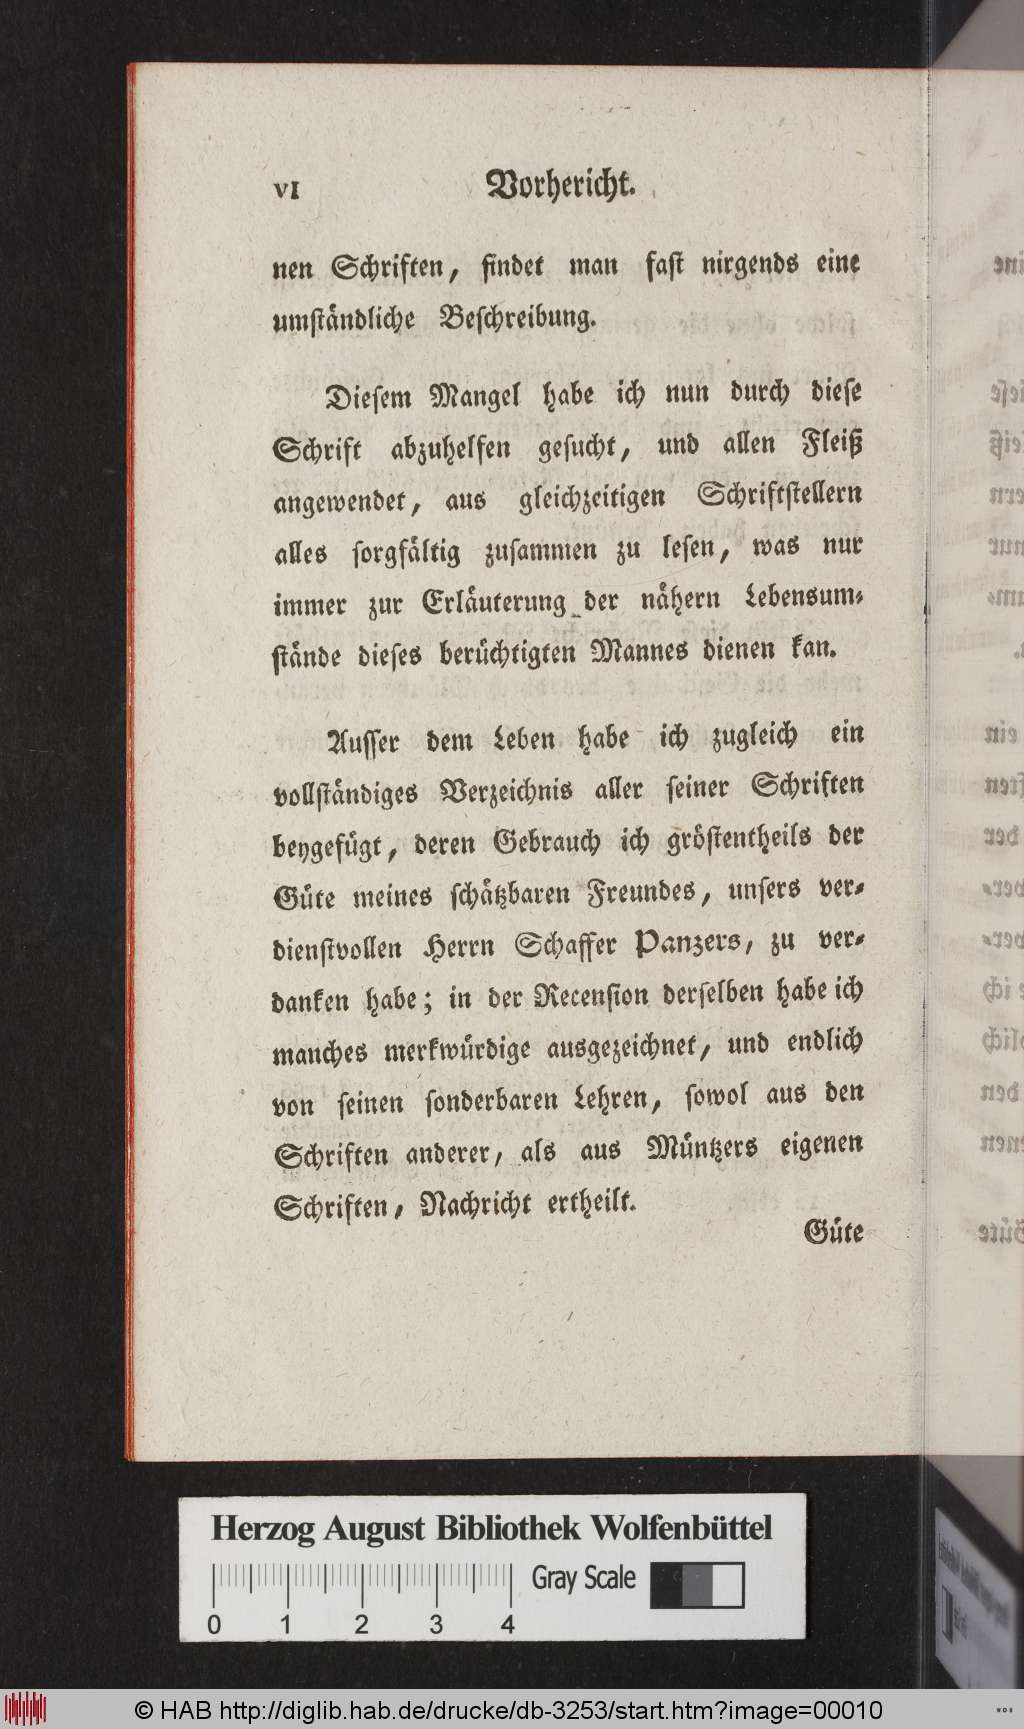 VI Vorhericht.
nen Schriften, findet man fast nirgends eine
umständliche Beschreibung.
Diesem Mangel habe ich nun durch diese
Schrift abzuhelfen gesucht, und allen Fleiß
angewendet, aus gleichzeitigen Schriftstellern
alles sorgfältig zusammen zu lesen, was nur
immer zur Erläuterung der nähern Lebensum-
stände dieses berüchtigten Mannes dienen kan.
Ausser dem Leben habe ich zugleich ein
vollständiges Verzeichnis aller seiner Schriften
beygefügt, deren Gebrauch ich gröstentheils der
Güte meines schätzbaren Freundes, unsers ver-
dienstvollen Herrn Schaffer Panzers, zu ver-
danken habe; in der Recension derselben habe ich
manches merkwürdige ausgezeichnet, und endlich
von seinen sonderbaren Lehren, sowol aus den
Schriften anderer, als aus Müntzers eigenen
Schriften, Nachricht ertheilt.
Güte
Herzog August Bibliothek Wolfenbüttel
Gray Scale
0 1 2 3 4
© HAB http://diglib.hab.de/drucke/db-3253/start.htm?image=00010